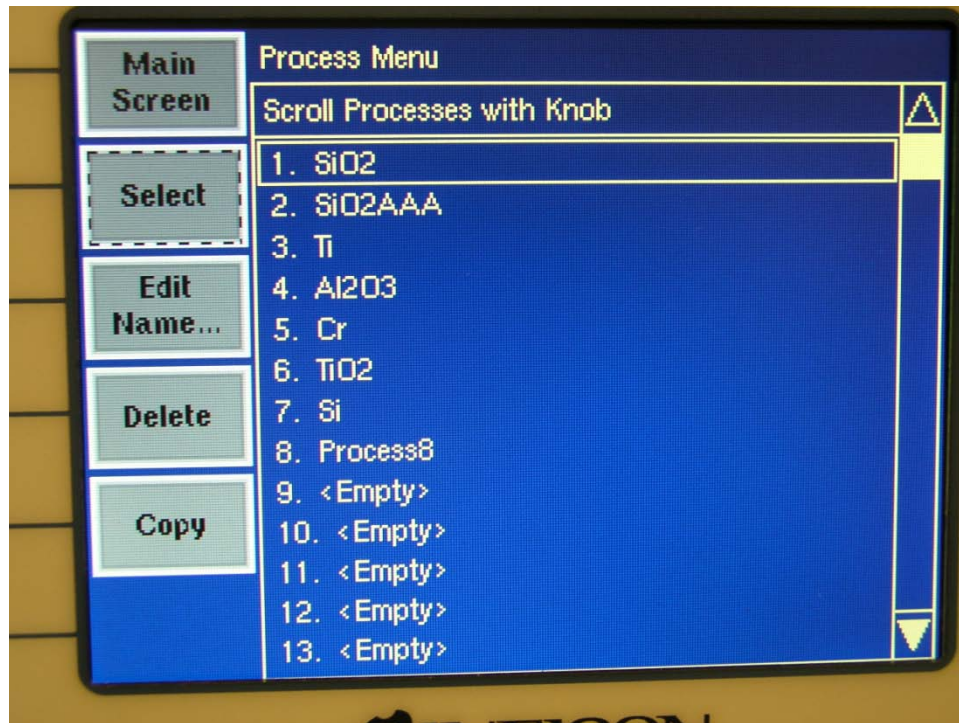 Main
Screen
Process Menu
Scroll Processes with Knob
Select
Edit
Name...
Delete
Copy
1. SiO2
2. SiO2AAA
3. Ti
4. Al2O3
5. Cr
6. TiO2
7. Si
8. Process8
9. <Empty>
10. <Empty>
11. <Empty>
12. <Empty>
13. <Empty>